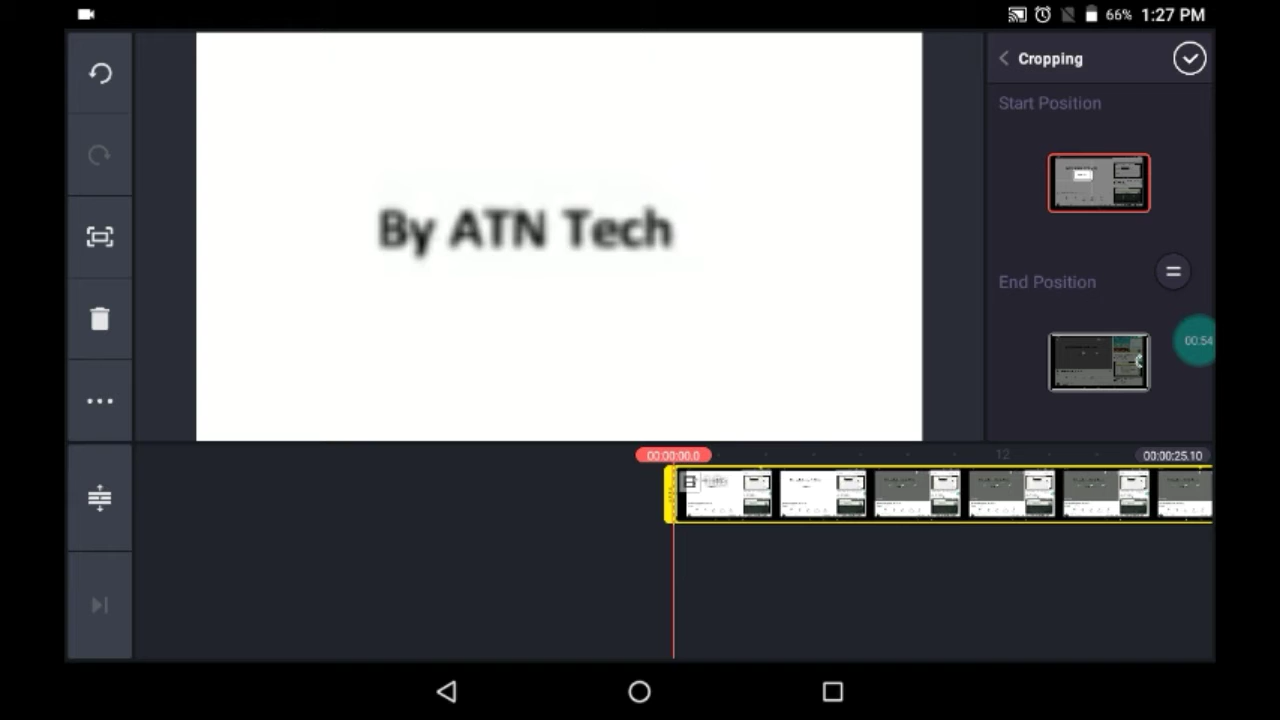 66% 1:27 PM
Cropping
Start Position
By ATN Tech
End Position
00:54
00:00:00.0
12
00:00:25.10